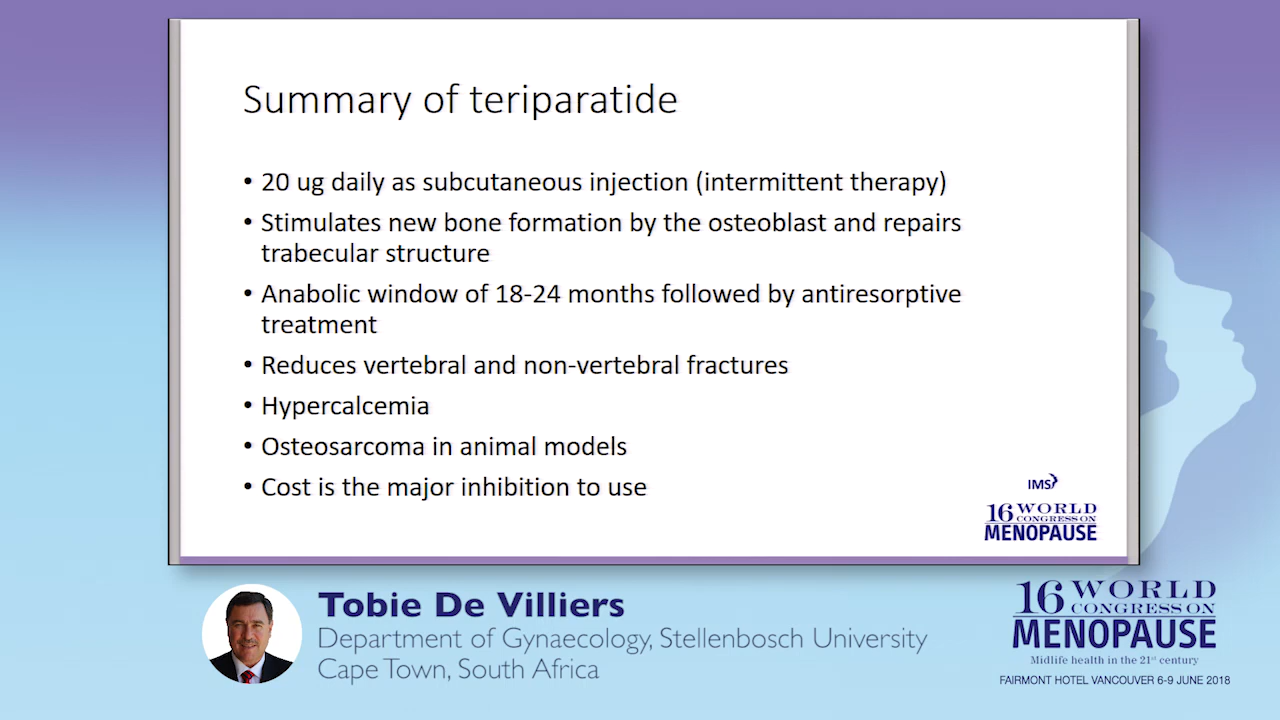 Summary of teriparatide
• 20 ug daily as subcutaneous injection (intermittent therapy)
• Stimulates new bone formation by the osteoblast and repairs
trabecular structure
• Anabolic window of 18-24 months followed by antiresorptive
treatment
• Reduces vertebral and non-vertebral fractures
• Hypercalcemia
• Osteosarcoma in animal models
• Cost is the major inhibition to use
IMS
16 WORLD
CONGRESS ON
MENOPAUSE
Tobie De Villiers
Department of Gynaecology, Stellenbosch University
Cape Town, South Africa
16 WORLD
CONGRESS ON
MENOPAUSE
Midlife health in the 21st century
FAIRMONT HOTEL VANCOUVER 6-9 JUNE 2018